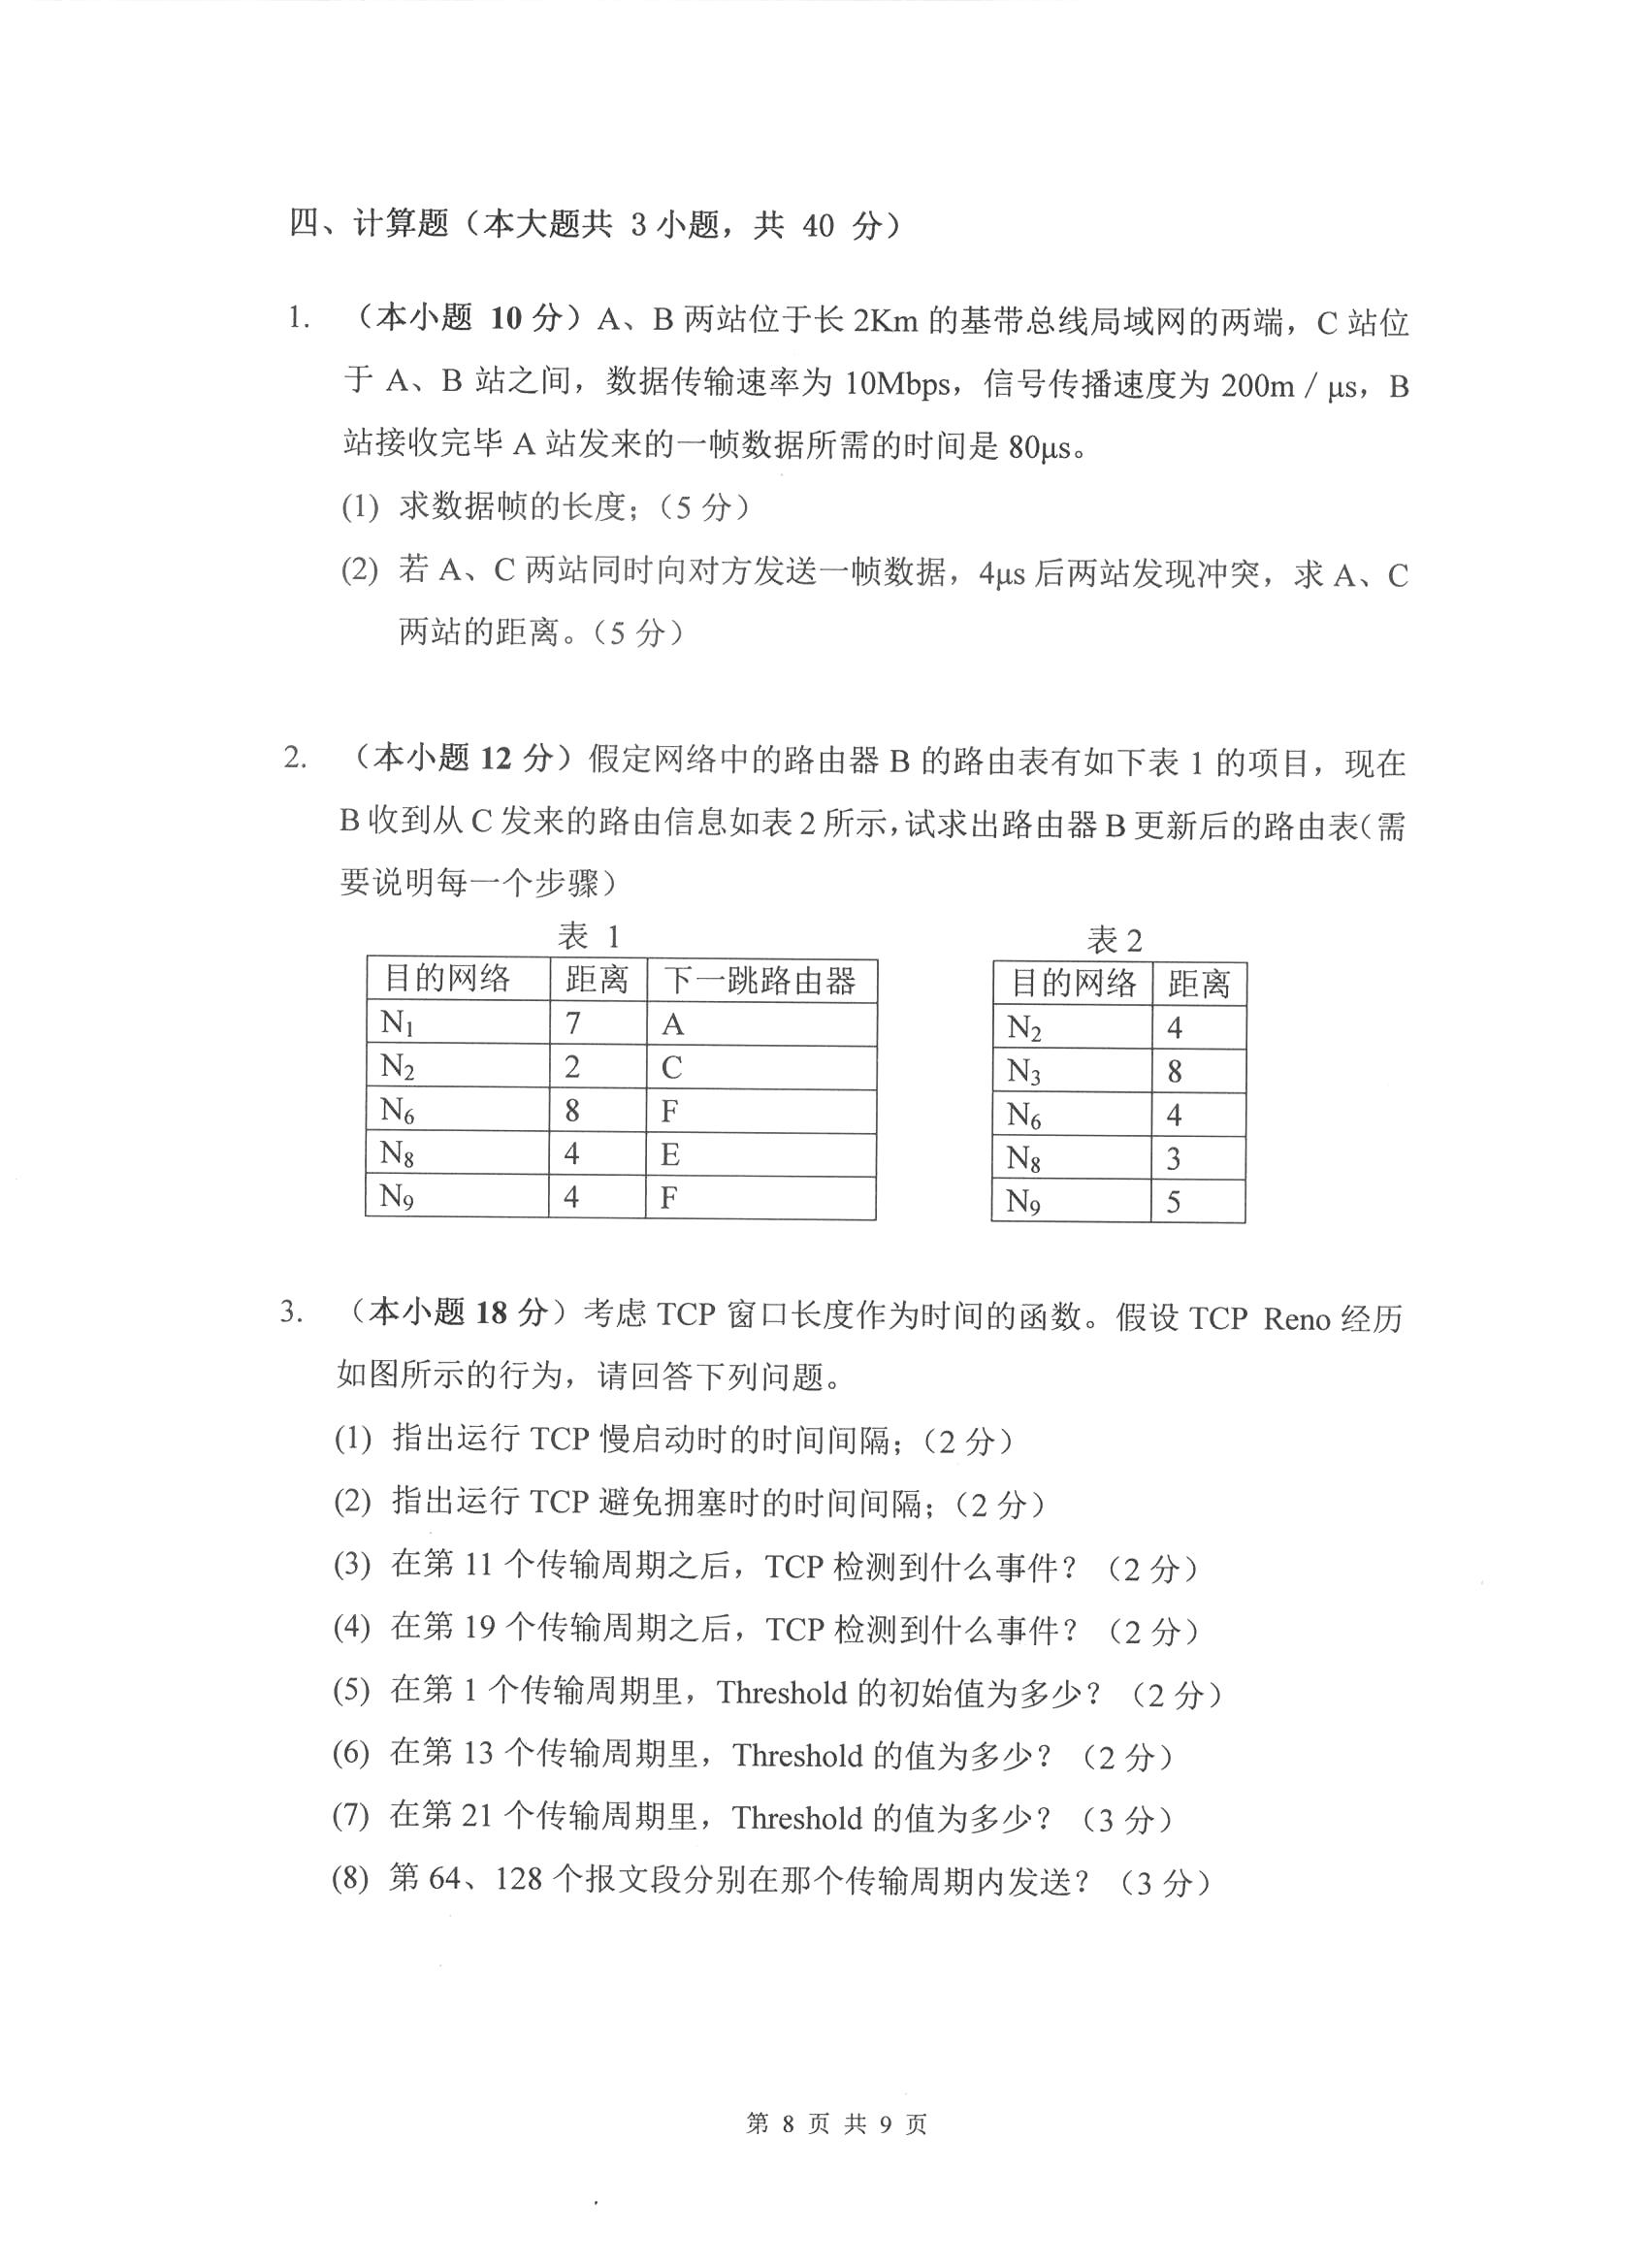 四、计算题（本大题共 3 小题，共 40 分）
1. （本小题 10 分）A、B 两站位于长 2Km 的基带总线局域网的两端，C 站位
于 A、B 站之间，数据传输速率为 10Mbps，信号传播速度为 200m / μs，B
站接收完毕 A 站发来的一帧数据所需的时间是 80μs。
(1) 求数据帧的长度；（5 分）
(2) 若 A、C 两站同时向对方发送一帧数据，4μs 后两站发现冲突，求 A、C
两站的距离。（5 分）
2. （本小题 12 分）假定网络中的路由器 B 的路由表有如下表 1 的项目，现在
B 收到从 C 发来的路由信息如表 2 所示，试求出路由器 B 更新后的路由表（需
要说明每一个步骤）
表 1
目的网络 距离 下一跳路由器
N₁ 7 A
N₂ 2 C
N₆ 8 F
N₈ 4 E
N₉ 4 F
表 2
目的网络 距离
N₂ 4
N₃ 8
N₆ 4
N₈ 3
N₉ 5
3. （本小题 18 分）考虑 TCP 窗口长度作为时间的函数。假设 TCP Reno 经历
如图所示的行为，请回答下列问题。
(1) 指出运行 TCP 慢启动时的时间间隔；（2 分）
(2) 指出运行 TCP 避免拥塞时的时间间隔；（2 分）
(3) 在第 11 个传输周期之后，TCP 检测到什么事件？（2 分）
(4) 在第 19 个传输周期之后，TCP 检测到什么事件？（2 分）
(5) 在第 1 个传输周期里，Threshold 的初始值为多少？（2 分）
(6) 在第 13 个传输周期里，Threshold 的值为多少？（2 分）
(7) 在第 21 个传输周期里，Threshold 的值为多少？（3 分）
(8) 第 64、128 个报文段分别在那个传输周期内发送？（3 分）
第 8 页 共 9 页